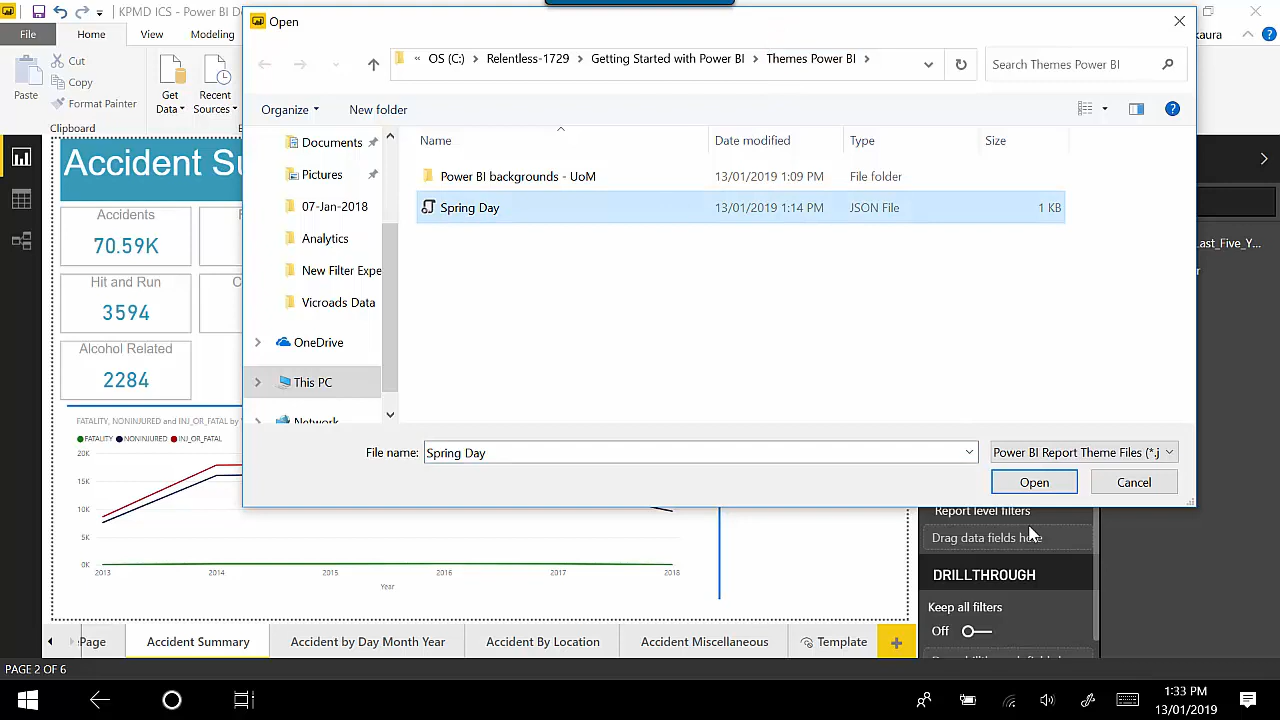 KPMD ICS - Power BI De
Open
File
Home
View
Modeling
aura
« OS (C:) > Relentless-1729 > Getting Started with Power BI > Themes Power BI >
Search Themes Power BI
Paste
Cut
Copy
Format Painter
Clipboard
Get Data
Recent Sources
Organize
New folder
Name
Date modified
Type
Size
Documents
Pictures
07-Jan-2018
Analytics
New Filter Expe
Vicroads Data
OneDrive
This PC
Network
Power BI backgrounds - UoM
13/01/2019 1:09 PM
File folder
Spring Day
13/01/2019 1:14 PM
JSON File
1 KB
File name:
Spring Day
Power BI Report Theme Files (*.j
Open
Cancel
Accident Su
Accidents
70.59K
Hit and Run
3594
Alcohol Related
2284
FATALITY, NONINJURED and INJ_OR_FATAL by
FATALITY NONINJURED INJ_OR_FATAL
20K
15K
10K
5K
0K
2013 2014 2015 2016 2017 2018
Year
ast_Five_Y...
Report level filters
Drag data fields here
DRILLTHROUGH
Keep all filters
Off
Page
Accident Summary
Accident by Day Month Year
Accident By Location
Accident Miscellaneous
Template
PAGE 2 OF 6
1:33 PM
13/01/2019